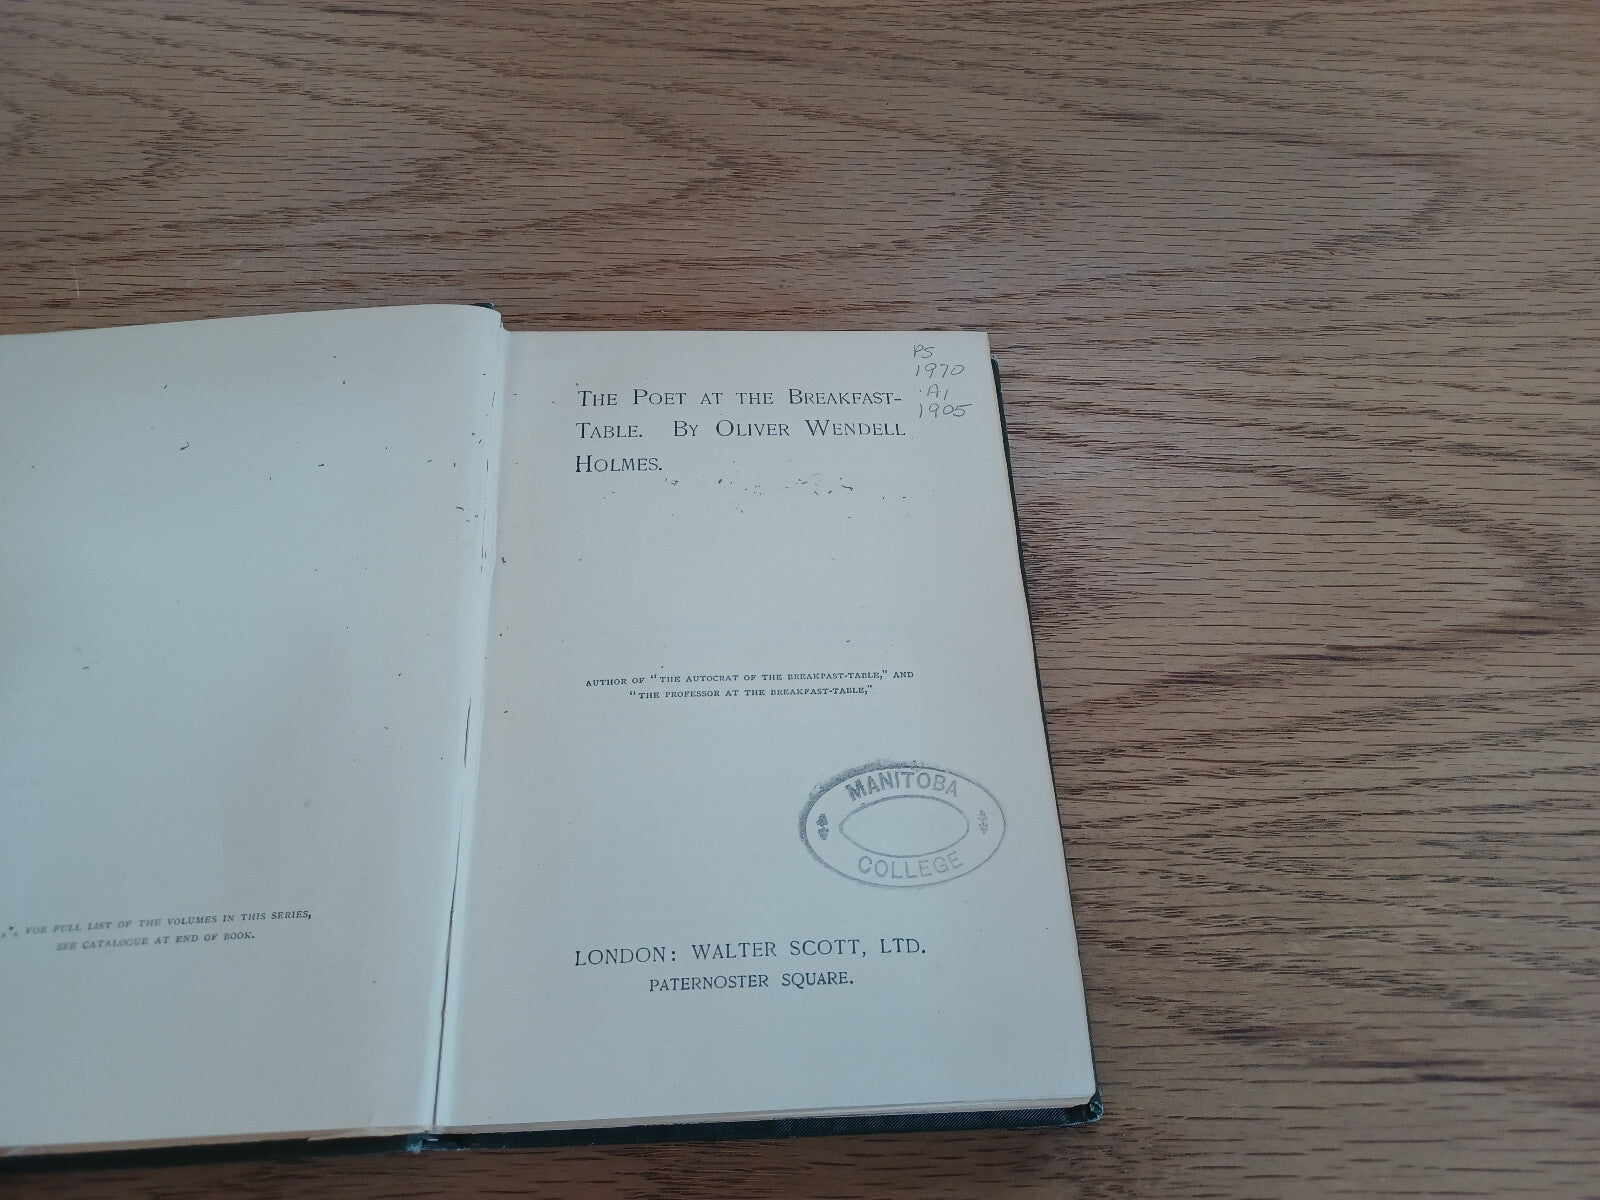 ⁂ FOR FULL LIST OF THE VOLUMES IN THIS SERIES,
SEE CATALOGUE AT END OF BOOK.
PS
1970
.A1
1905
THE POET AT THE BREAKFAST-
TABLE. BY OLIVER WENDELL
HOLMES.
AUTHOR OF "THE AUTOCRAT OF THE BREAKFAST-TABLE," AND
"THE PROFESSOR AT THE BREAKFAST-TABLE,"
MANITOBA
COLLEGE
LONDON: WALTER SCOTT, LTD.
PATERNOSTER SQUARE.